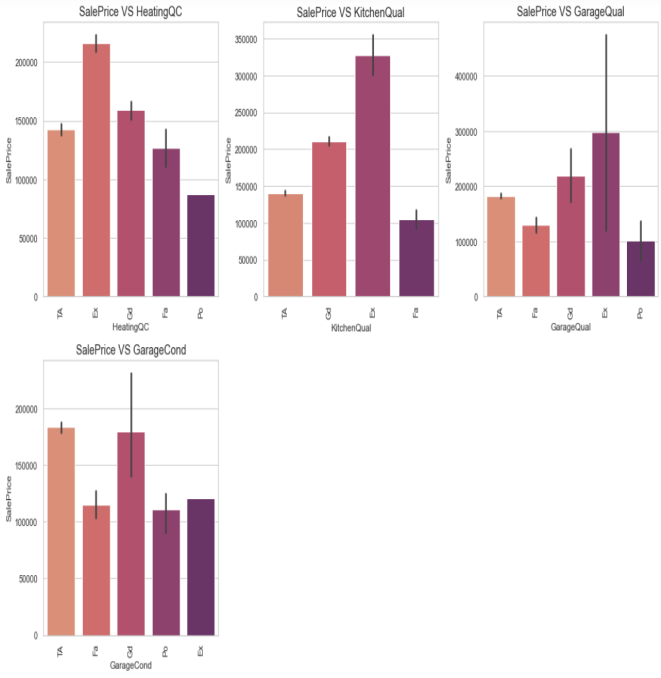 SalePrice VS HeatingQC
SalePrice
200000
150000
100000
50000
0
TA
Ex
Gd
Fa
Po
HeatingQC
SalePrice VS KitchenQual
SalePrice
350000
300000
250000
200000
150000
100000
50000
0
TA
Gd
Ex
Fa
KitchenQual
SalePrice VS GarageQual
SalePrice
400000
300000
200000
100000
0
TA
Fa
Gd
Ex
Po
GarageQual
SalePrice VS GarageCond
SalePrice
200000
150000
100000
50000
0
TA
Fa
Gd
Po
Ex
GarageCond